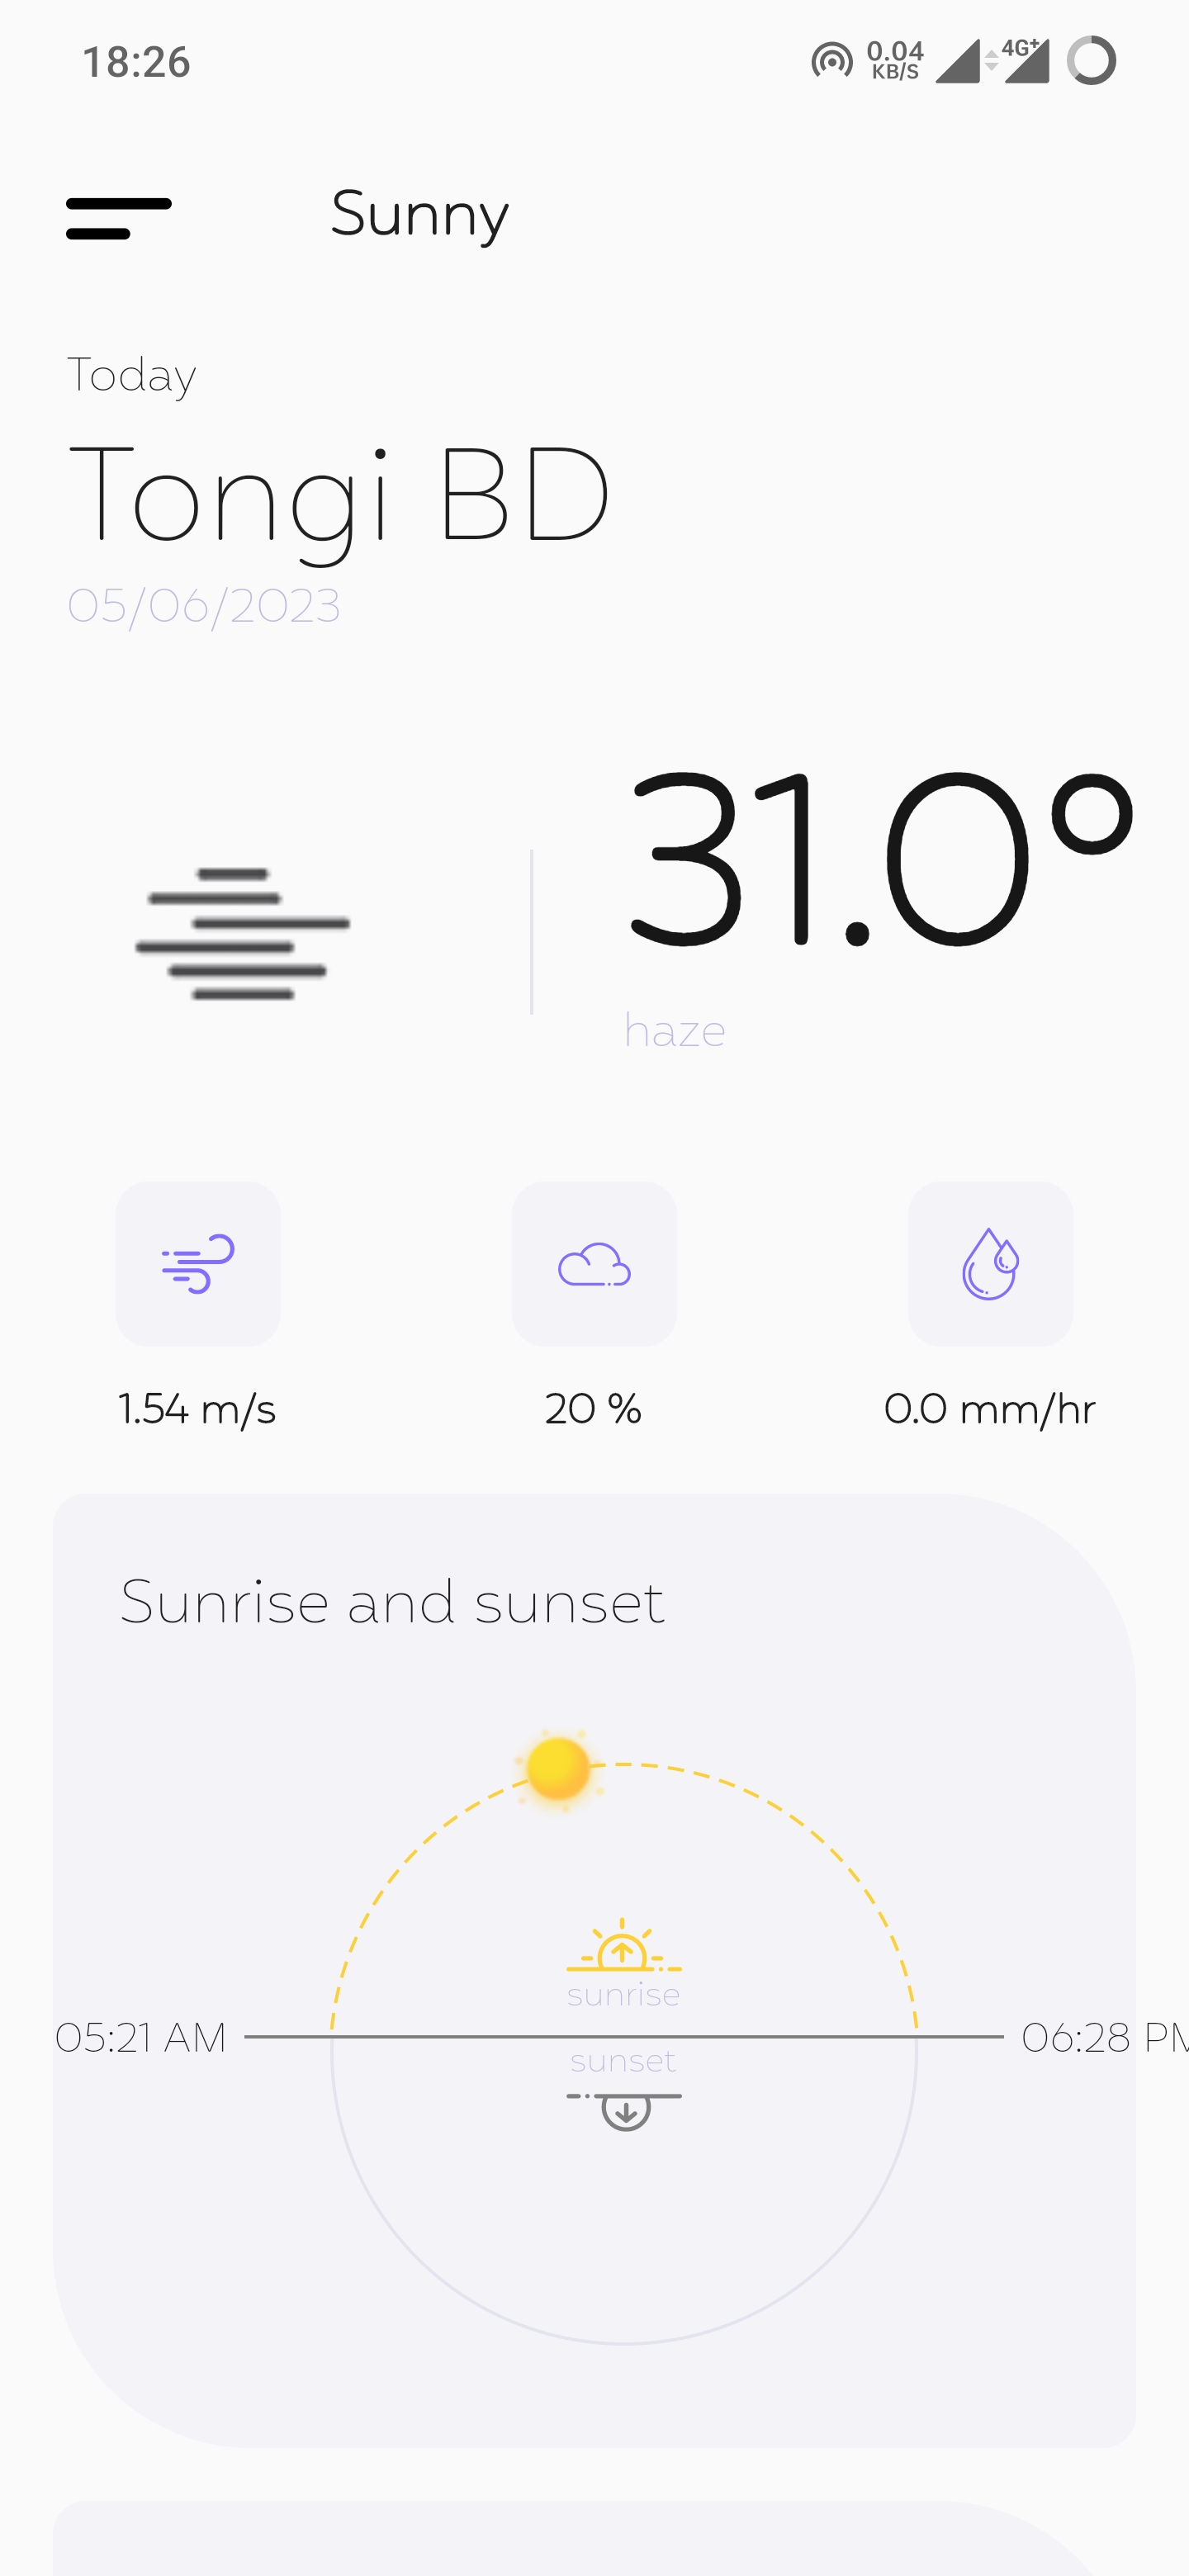 18:26
0.04
KB/S
4G+
Sunny
Today
Tongi BD
05/06/2023
31.0°
haze
1.54 m/s
20 %
0.0 mm/hr
Sunrise and sunset
sunrise
05:21 AM
06:28 PM
sunset